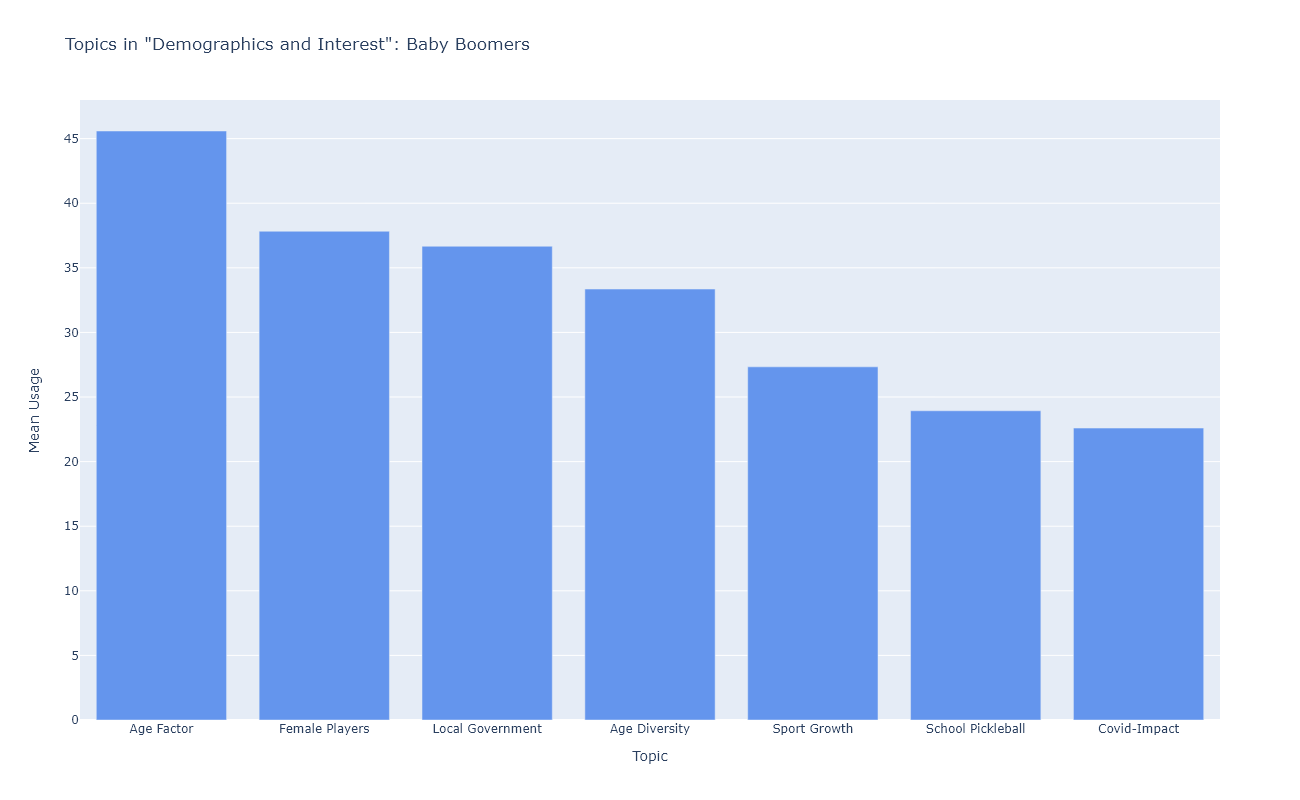 Topics in "Demographics and Interest": Baby Boomers
45
40
35
30
25
20
15
10
5
0
Mean Usage
Age Factor Female Players Local Government Age Diversity Sport Growth School Pickleball Covid-Impact
Topic